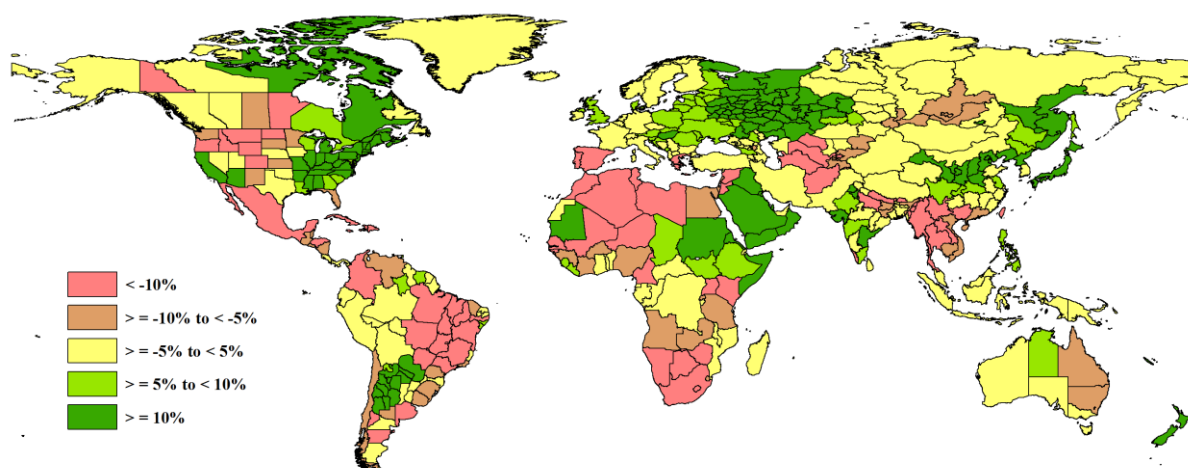 < -10%
> = -10% to < -5%
> = -5% to < 5%
> = 5% to < 10%
> = 10%